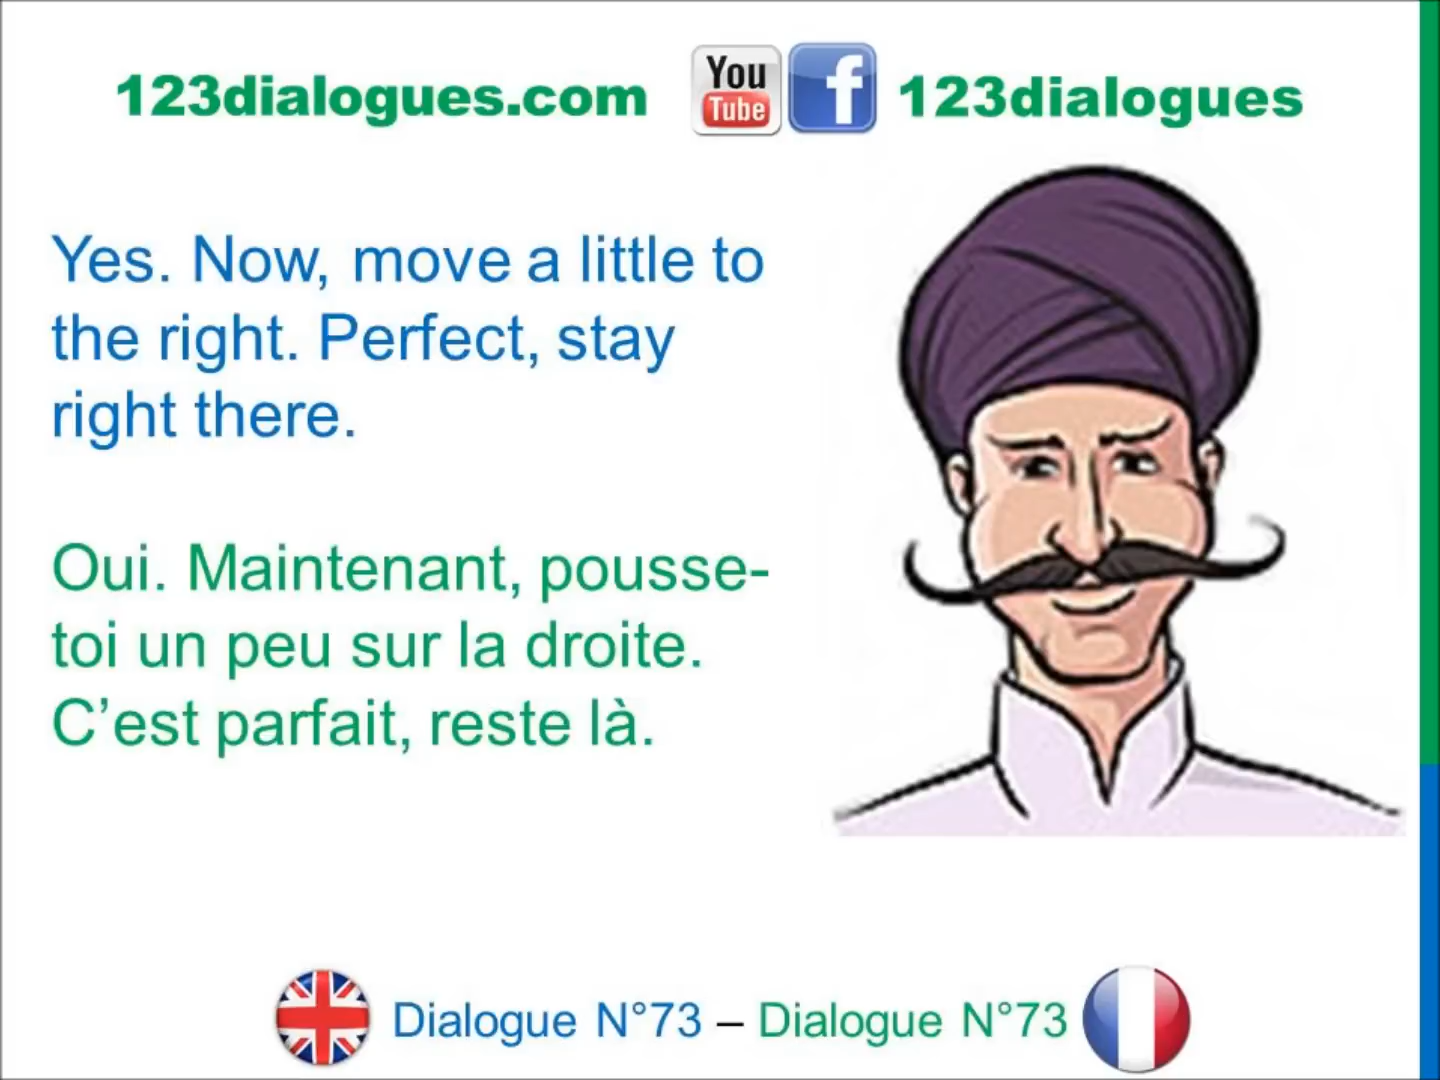 123dialogues.com You Tube f 123dialogues
Yes. Now, move a little to
the right. Perfect, stay
right there.
Oui. Maintenant, pousse-
toi un peu sur la droite.
C’est parfait, reste là.
Dialogue N°73 – Dialogue N°73